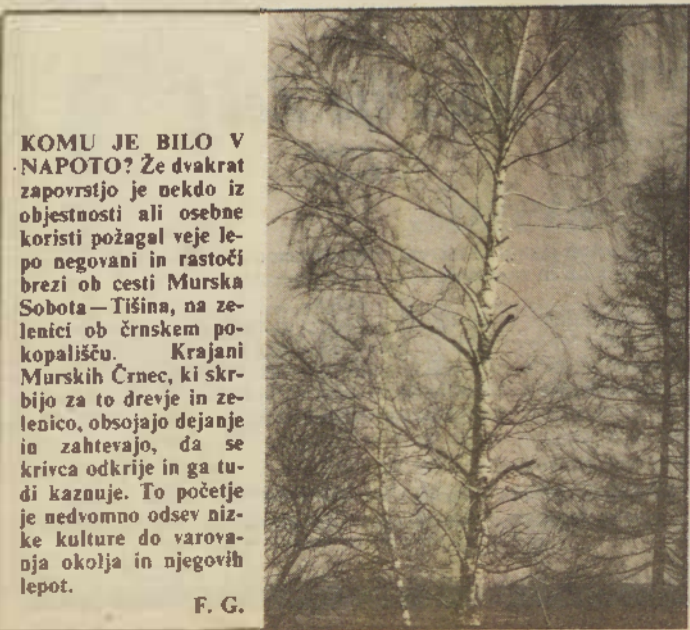 KOMU JE BILO V
NAPOTO? Že dvakrat
zapovrstjo je nekdo iz
objestnosti ali osebne
koristi požagal veje le-
po negovani in rastoči
brezi ob cesti Murska
Sobota—Tišina, na ze-
lenici ob črnskem po-
kopališču. Krajani
Murskih Črnec, ki skr-
bijo za to drevje in ze-
lenico, obsojajo dejanje
in zahtevajo, da se
krivca odkrije in ga tu-
di kaznuje. To početje
je nedvomno odsev niz-
ke kulture do varova-
nja okolja in njegovih
lepot.
F. G.